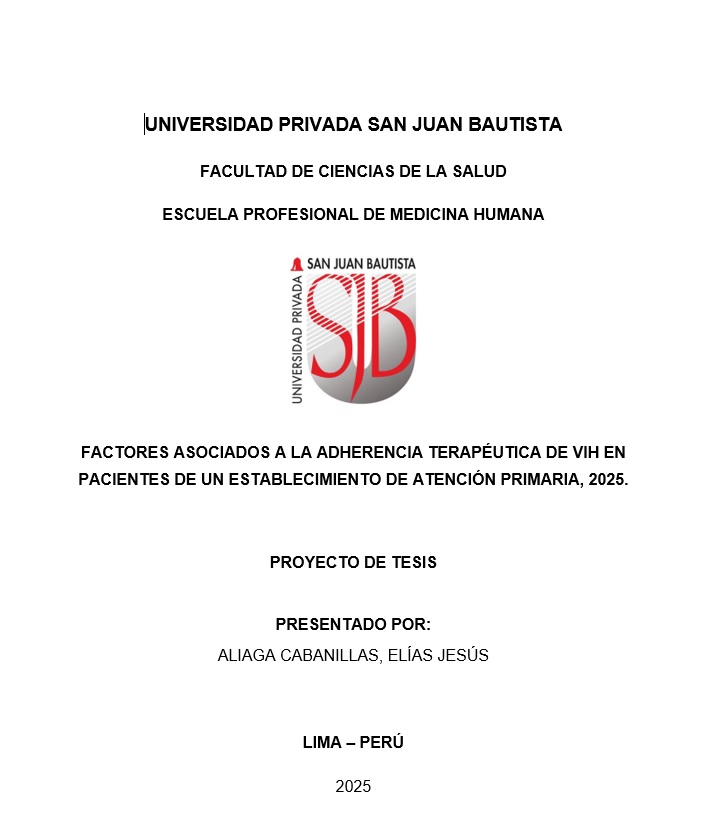 UNIVERSIDAD PRIVADA SAN JUAN BAUTISTA
FACULTAD DE CIENCIAS DE LA SALUD
ESCUELA PROFESIONAL DE MEDICINA HUMANA
SAN JUAN BAUTISTA
UNIVERSIDAD PRIVADA
SJB
FACTORES ASOCIADOS A LA ADHERENCIA TERAPÉUTICA DE VIH EN
PACIENTES DE UN ESTABLECIMIENTO DE ATENCIÓN PRIMARIA, 2025.
PROYECTO DE TESIS
PRESENTADO POR:
ALIAGA CABANILLAS, ELÍAS JESÚS
LIMA – PERÚ
2025